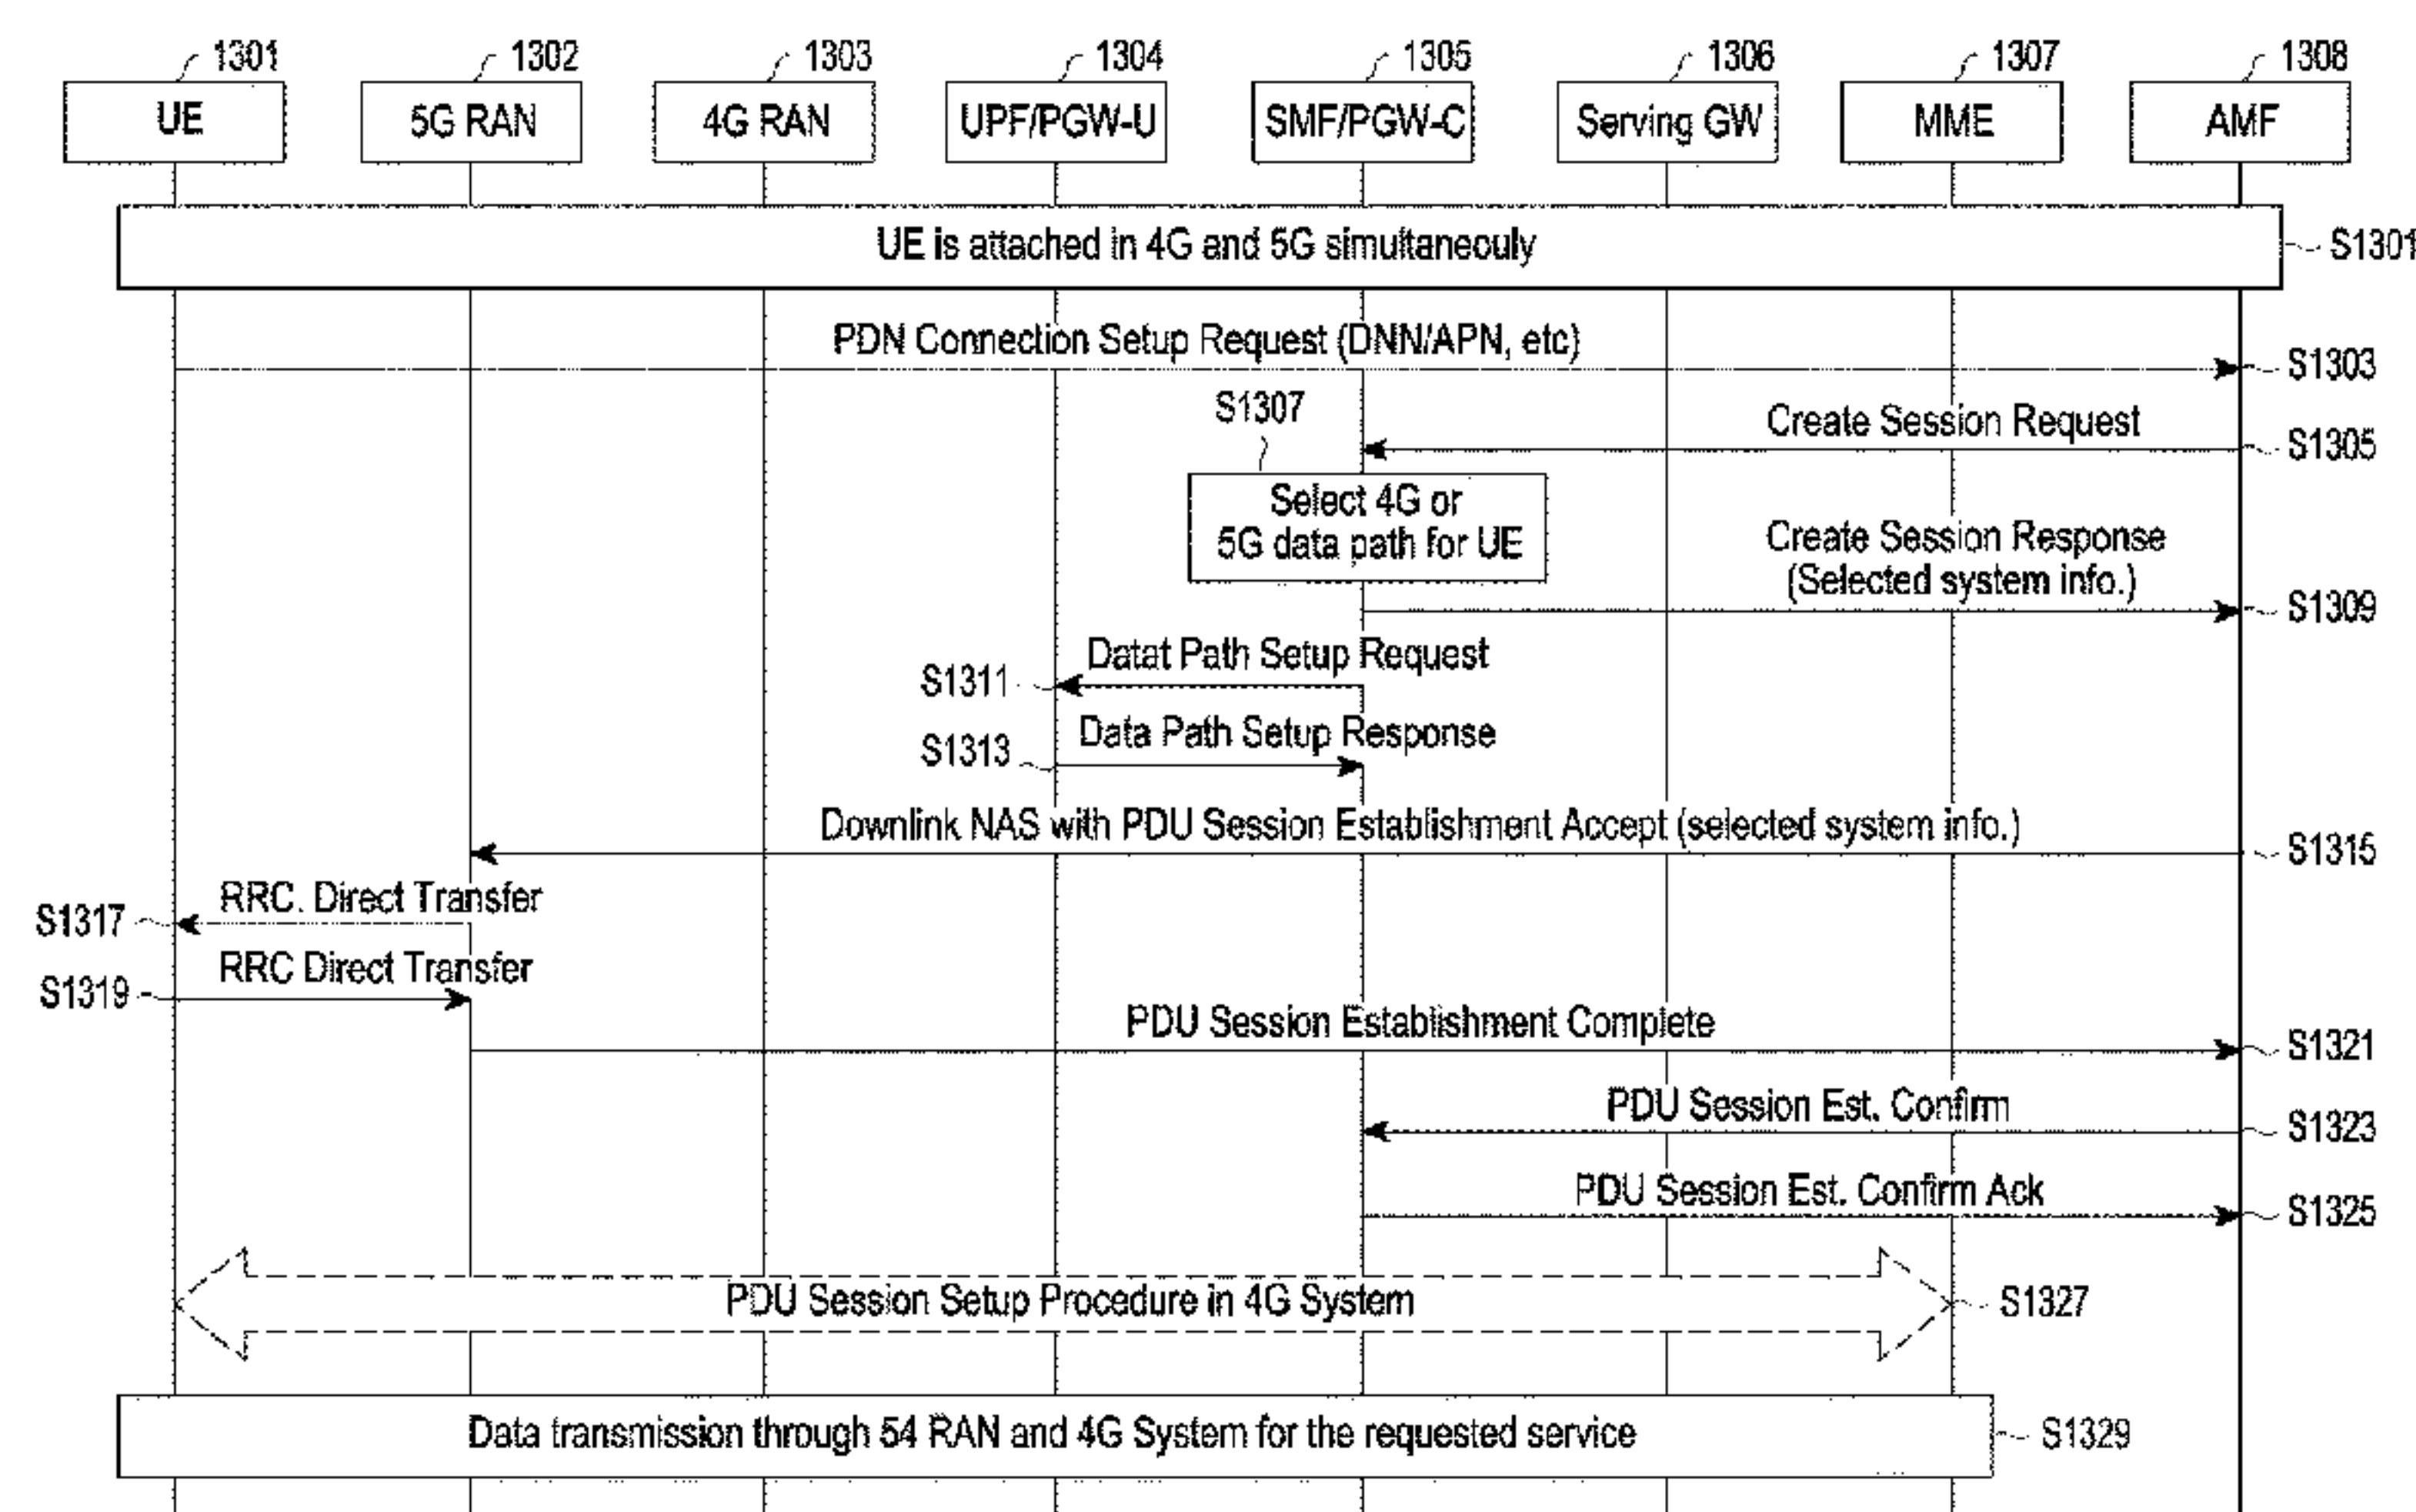 1301
1302
1303
1304
1305
1306
1307
1308
UE
5G RAN
4G RAN
UPF/PGW-U
SMF/PGW-C
Serving GW
MME
AMF
UE is attached in 4G and 5G simultaneouly
S1301
PDN Connection Setup Request (DNN/APN, etc)
S1303
S1307
Create Session Request
S1305
Select 4G or
5G data path for UE
Create Session Response
(Selected system info.)
S1309
Datat Path Setup Request
S1311
Data Path Setup Response
S1313
Downlink NAS with PDU Session Establishment Accept (selected system info.)
S1315
RRC. Direct Transfer
S1317
RRC Direct Transfer
S1319
PDU Session Establishment Complete
S1321
PDU Session Est. Confirm
S1323
PDU Session Est. Confirm Ack
S1325
PDU Session Setup Procedure in 4G System
S1327
Data transmission through 54 RAN and 4G System for the requested service
S1329